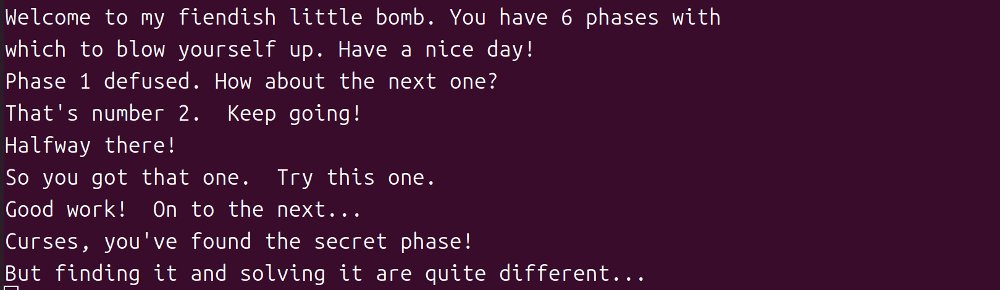 Welcome to my fiendish little bomb. You have 6 phases with
which to blow yourself up. Have a nice day!
Phase 1 defused. How about the next one?
That's number 2.  Keep going!
Halfway there!
So you got that one.  Try this one.
Good work!  On to the next...
Curses, you've found the secret phase!
But finding it and solving it are quite different...